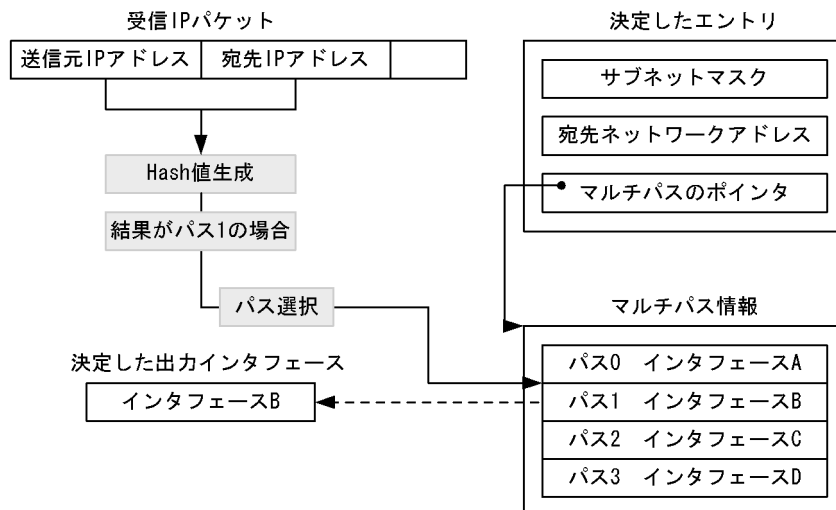 受信IPパケット
送信元IPアドレス 宛先IPアドレス
Hash値生成
結果がパス1の場合
パス選択
決定した出力インタフェース
インタフェースB
決定したエントリ
サブネットマスク
宛先ネットワークアドレス
マルチパスのポインタ
マルチパス情報
パス0 インタフェースA
パス1 インタフェースB
パス2 インタフェースC
パス3 インタフェースD